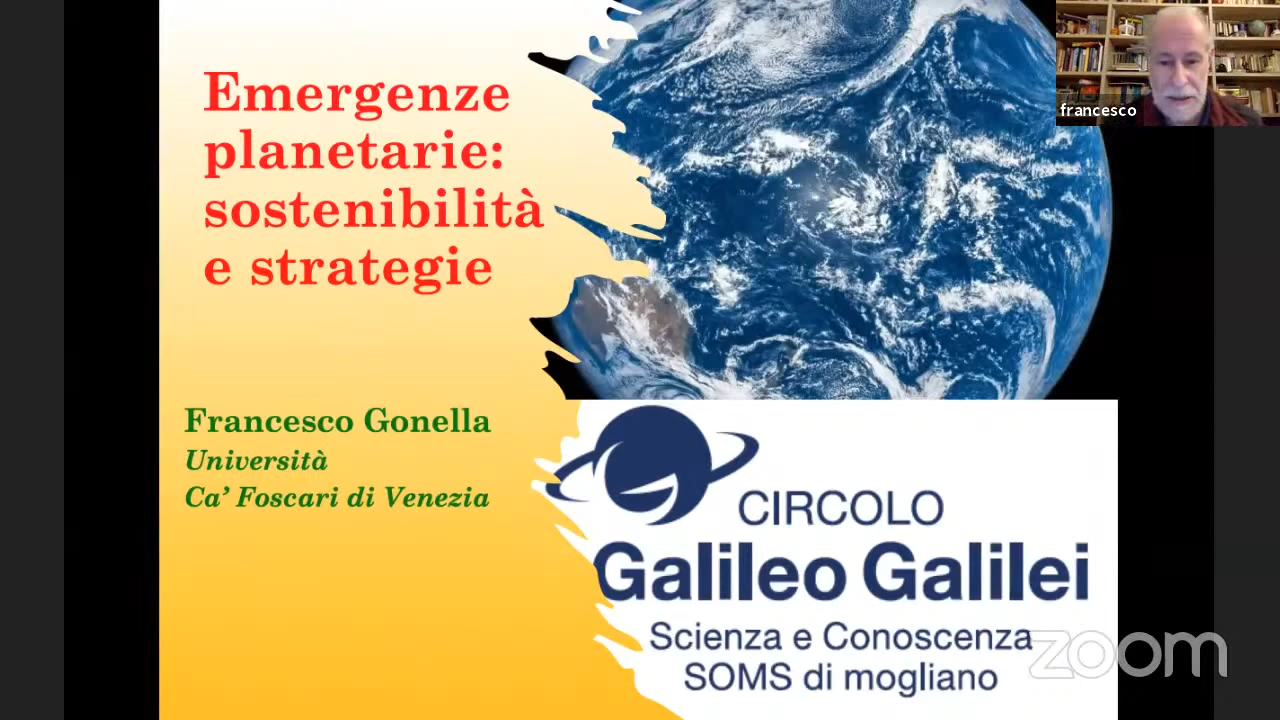 Emergenze
planetarie:
sostenibilità
e strategie
francesco
Francesco Gonella
Università
Ca' Foscari di Venezia
CIRCOLO
Galileo Galilei
Scienza e Conoscenza
SOMS di mogliano
zoom